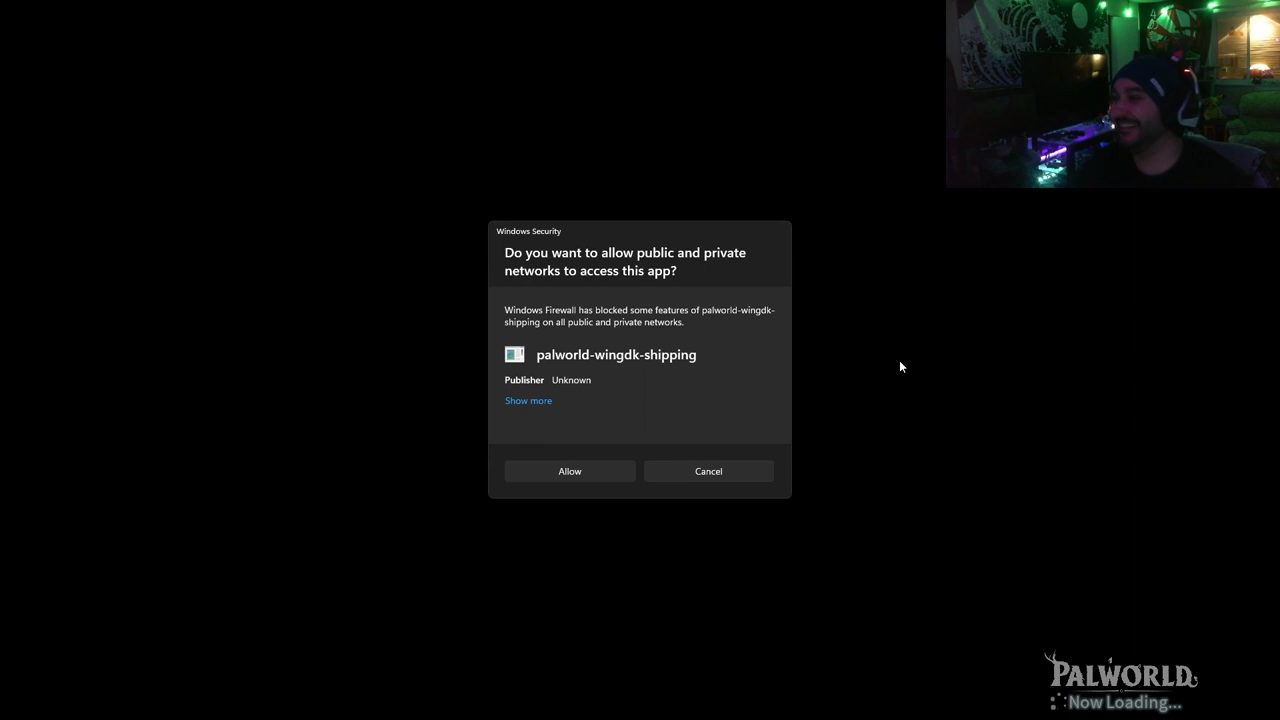 Windows Security
Do you want to allow public and private
networks to access this app?
Windows Firewall has blocked some features of palworld-wingdk-
shipping on all public and private networks.
palworld-wingdk-shipping
Publisher Unknown
Show more
Allow Cancel
PALWORLD
Now Loading...